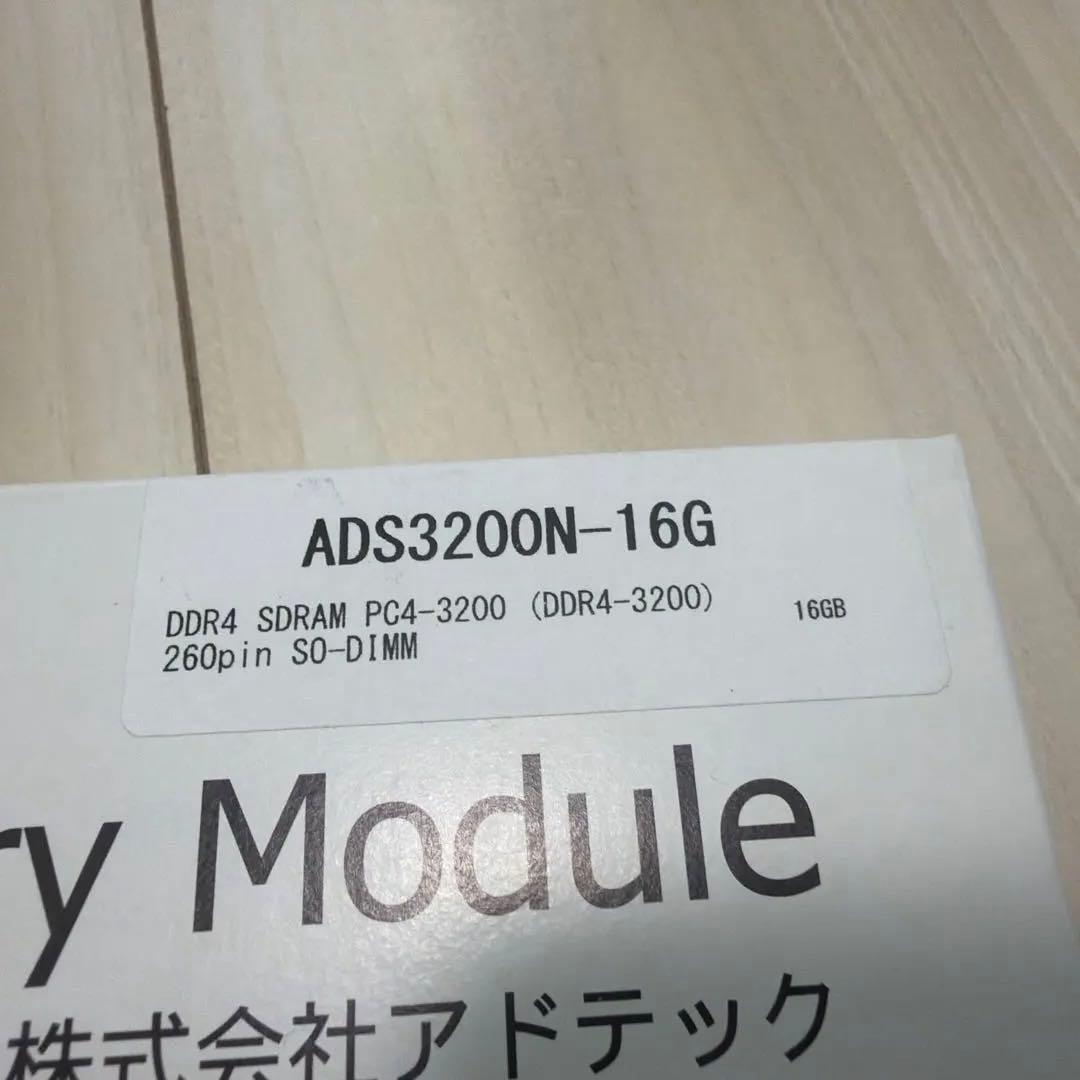 ADS3200N-16G
DDR4 SDRAM PC4-3200 (DDR4-3200) 16GB
260pin SO-DIMM
ry Module
株式会社アドテック